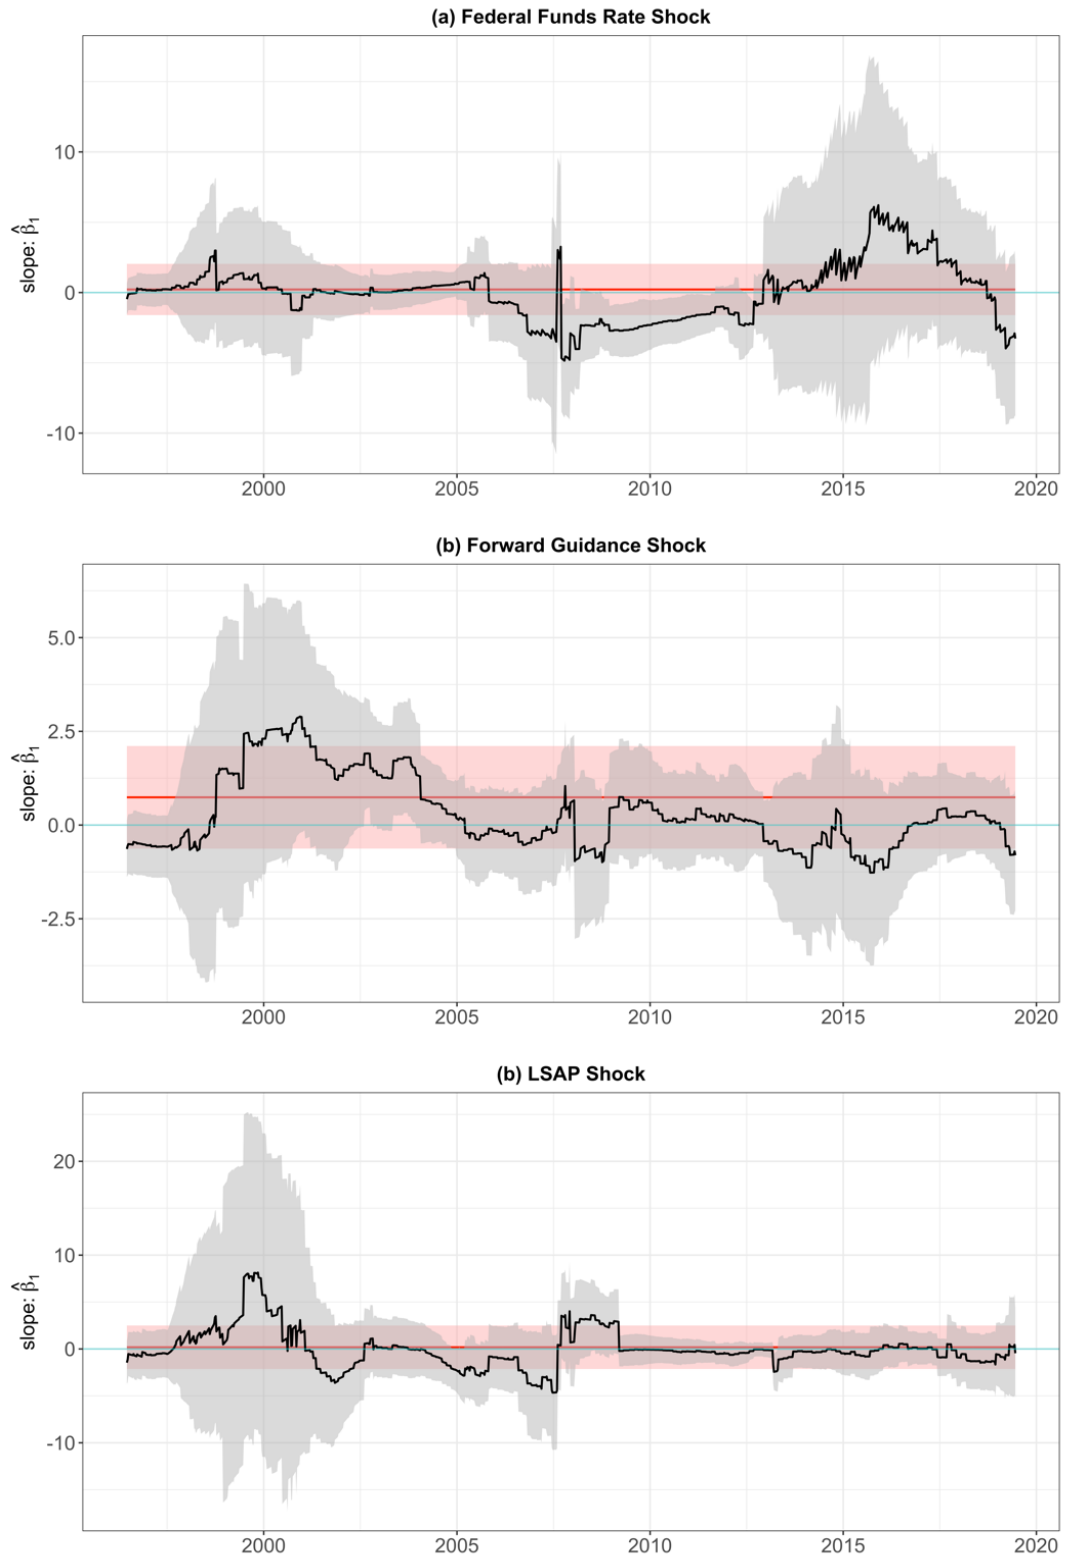 (a) Federal Funds Rate Shock
10
0
-10
slope: β̂₁
2000 2005 2010 2015 2020
(b) Forward Guidance Shock
5.0
2.5
0.0
-2.5
slope: β̂₁
2000 2005 2010 2015 2020
(b) LSAP Shock
20
10
0
-10
slope: β̂₁
2000 2005 2010 2015 2020